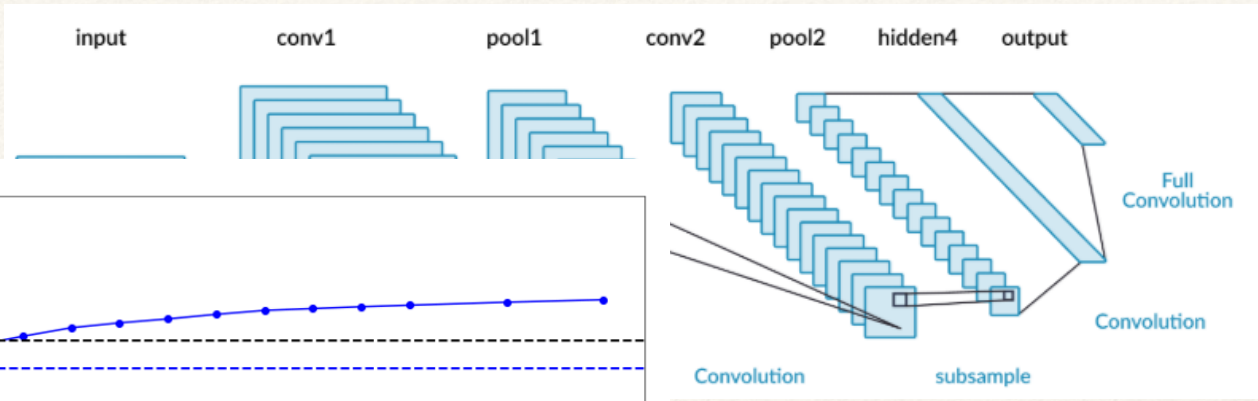 input conv1 pool1 conv2 pool2 hidden4 output
Full
Convolution
Convolution
Convolution subsample